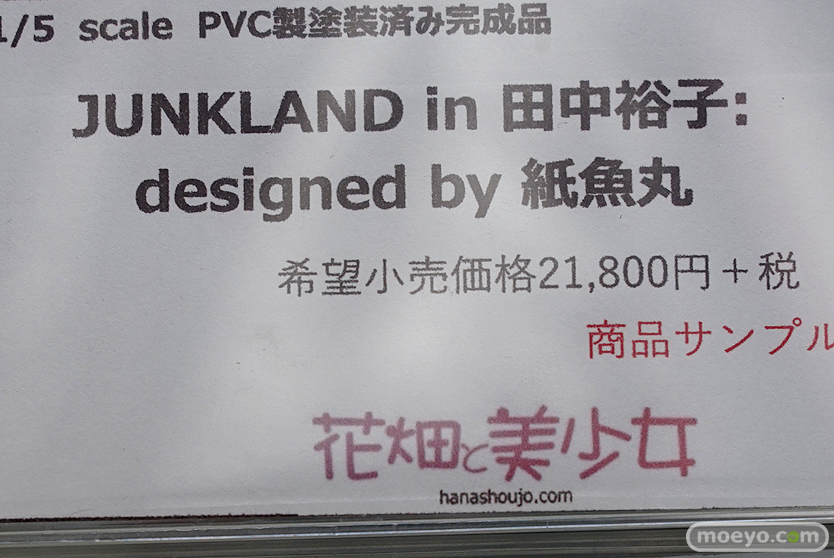 1/5 scale PVC製塗装済み完成品
JUNKLAND in 田中裕子:
designed by 紙魚丸
希望小売価格21,800円＋税
商品サンプル
花畑と美少女
hanashoujo.com
moeyo.com